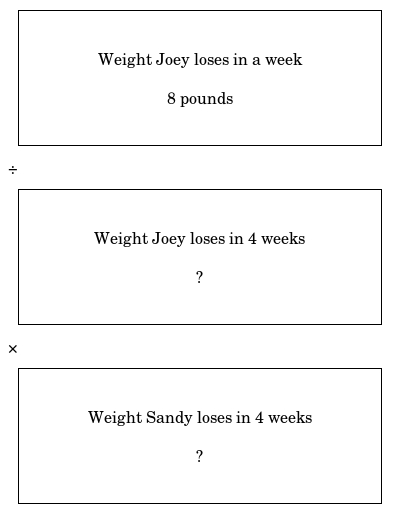 Weight Joey loses in a week
8 pounds
÷
Weight Joey loses in 4 weeks
?
×
Weight Sandy loses in 4 weeks
?